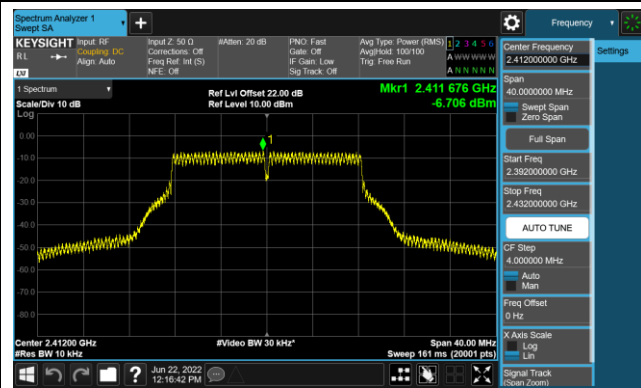 Spectrum Analyzer 1
Swept SA
Frequency
KEYSIGHT
RL
LXI
Input: RF
Coupling: DC
Align: Auto
Input Z: 50 Ω
Corrections: Off
Freq Ref: Int (S)
NFE: Off
#Atten: 20 dB
PNO: Fast
Gate: Off
IF Gain: Low
Sig Track: Off
Avg Type: Power (RMS)
Avg|Hold: 100/100
Trig: Free Run
1 2 3 4 5 6
A W W W W W
A N N N N N
Center Frequency
2.412000000 GHz
Settings
Span
40.0000000 MHz
Swept Span
Zero Span
Full Span
Start Freq
2.392000000 GHz
Stop Freq
2.432000000 GHz
AUTO TUNE
CF Step
4.000000 MHz
Auto
Man
Freq Offset
0 Hz
X Axis Scale
Log
Lin
Signal Track
(Span Zoom)
1 Spectrum
Scale/Div 10 dB
Log
Ref Lvl Offset 22.00 dB
Ref Level 10.00 dBm
Mkr1 2.411 676 GHz
-6.706 dBm
1
0.00
-10.0
-20.0
-30.0
-40.0
-50.0
-60.0
-70.0
-80.0
Center 2.41200 GHz
#Res BW 10 kHz
#Video BW 30 kHz*
Span 40.00 MHz
Sweep 161 ms (20001 pts)
?
Jun 22, 2022
12:16:42 PM